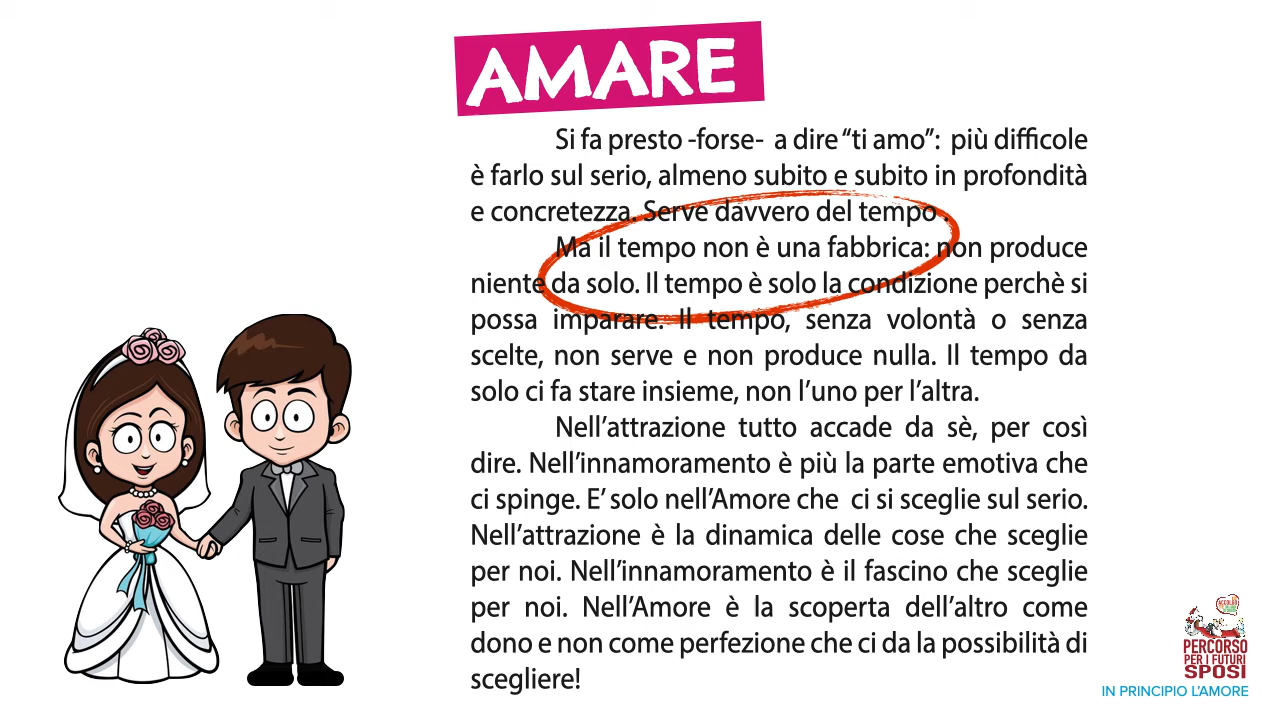 AMARE
Si fa presto -forse-  a dire “ti amo”:  più difficole
è farlo sul serio, almeno subito e subito in profondità
e concretezza. Serve davvero del tempo .
Ma il tempo non è una fabbrica: non produce
niente da solo. Il tempo è solo la condizione perchè si
possa imparare. Il tempo, senza volontà o senza
scelte, non serve e non produce nulla. Il tempo da
solo ci fa stare insieme, non l’uno per l’altra.
Nell’attrazione tutto accade da sè, per così
dire. Nell’innamoramento è più la parte emotiva che
ci spinge. E’ solo nell’Amore che  ci si sceglie sul serio.
Nell’attrazione è la dinamica delle cose che sceglie
per noi. Nell’innamoramento è il fascino che sceglie
per noi. Nell’Amore è la scoperta dell’altro come
dono e non come perfezione che ci da la possibilità di
scegliere!
PERCORSO
PER I FUTURI
SPOSI
IN PRINCIPIO L’AMORE